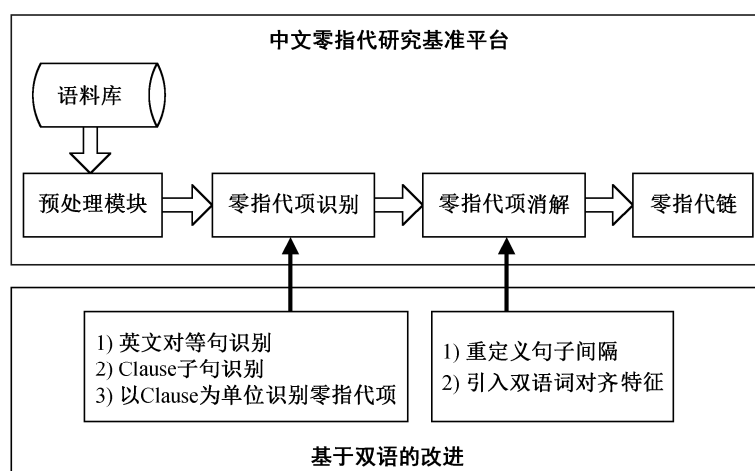 中文零指代研究基准平台
语料库
预处理模块
零指代项识别
零指代项消解
零指代链
1) 英文对等句识别
2) Clause子句识别
3) 以Clause为单位识别零指代项
1) 重定义句子间隔
2) 引入双语词对齐特征
基于双语的改进